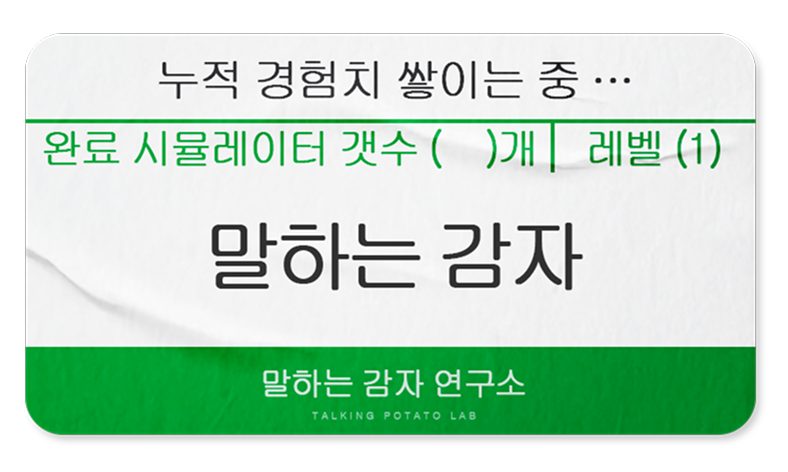 누적 경험치 쌓이는 중 …
완료 시뮬레이터 갯수 (    )개 | 레벨 (1)
말하는 감자
말하는 감자 연구소
TALKING POTATO LAB